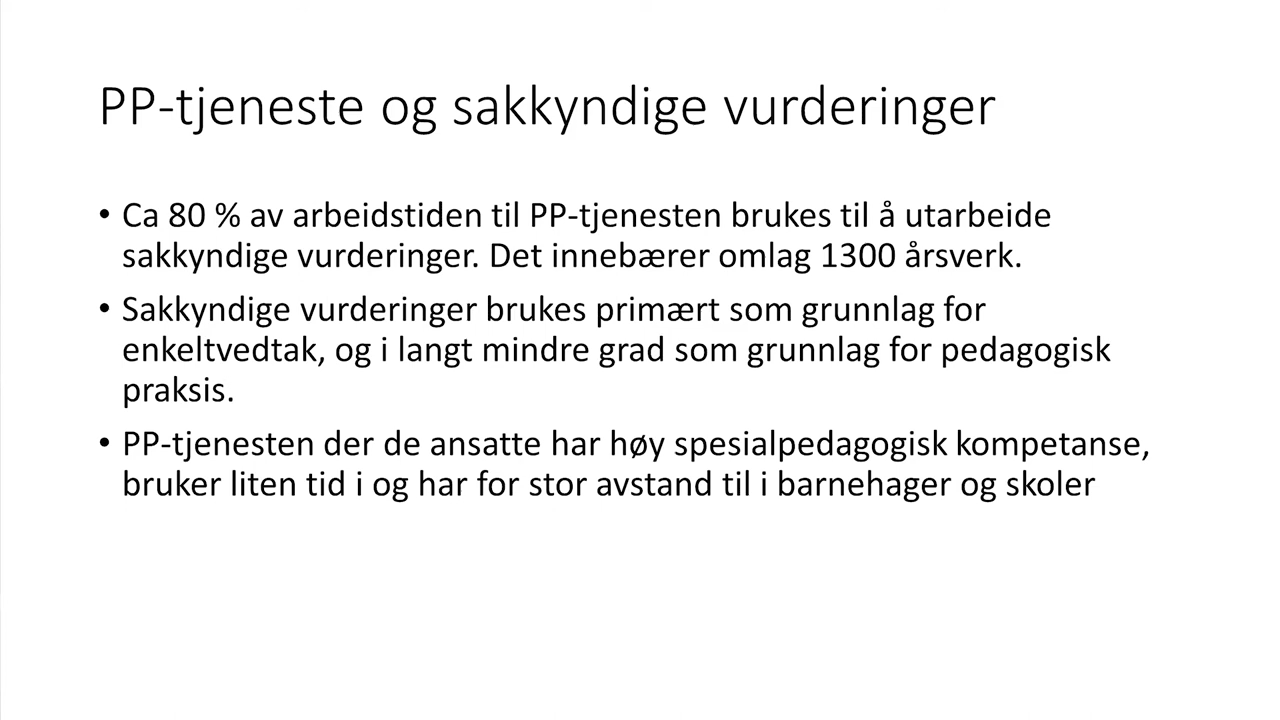 PP-tjeneste og sakkyndige vurderinger
• Ca 80 % av arbeidstiden til PP-tjenesten brukes til å utarbeide
sakkyndige vurderinger. Det innebærer omlag 1300 årsverk.
• Sakkyndige vurderinger brukes primært som grunnlag for
enkeltvedtak, og i langt mindre grad som grunnlag for pedagogisk
praksis.
• PP-tjenesten der de ansatte har høy spesialpedagogisk kompetanse,
bruker liten tid i og har for stor avstand til i barnehager og skoler